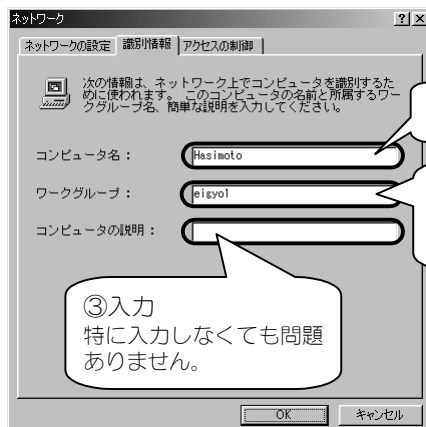 ネットワーク
ネットワークの設定 識別情報 アクセスの制御
次の情報は、ネットワーク上でコンピュータを識別するた
めに使われます。 このコンピュータの名前と所属するワー
クグループ名、簡単な説明を入力してください。
コンピュータ名： Hasimoto
ワークグループ： eigyo1
コンピュータの説明：
③入力
特に入力しなくても問題
ありません。
OK キャンセル